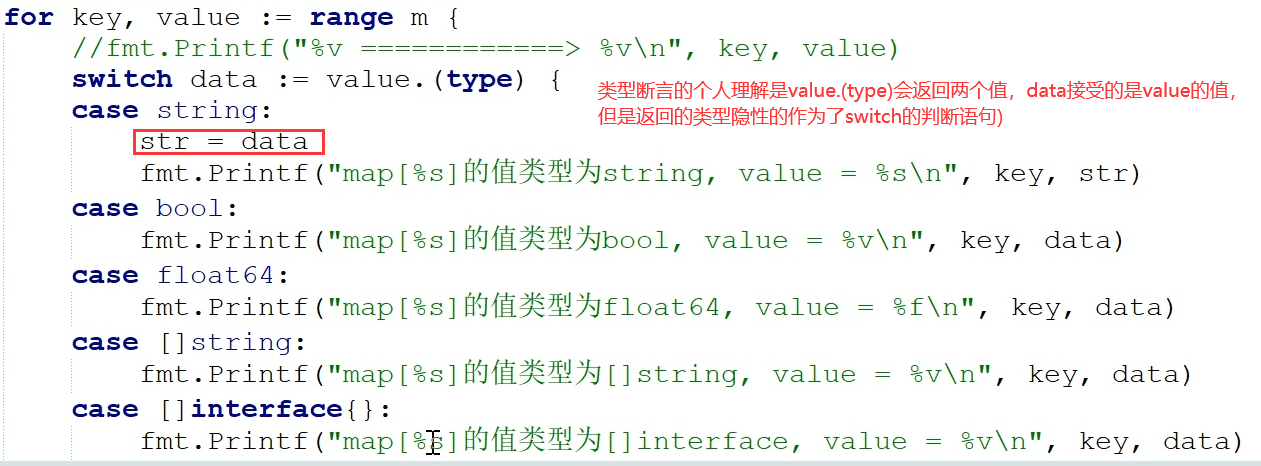 for key, value := range m {
//fmt.Printf("%v ============> %v\n", key, value)
switch data := value.(type) {
类型断言的个人理解是value.(type)会返回两个值，data接受的是value的值，
但是返回的类型隐性的作为了switch的判断语句)
case string:
str = data
fmt.Printf("map[%s]的值类型为string, value = %s\n", key, str)
case bool:
fmt.Printf("map[%s]的值类型为bool, value = %v\n", key, data)
case float64:
fmt.Printf("map[%s]的值类型为float64, value = %f\n", key, data)
case []string:
fmt.Printf("map[%s]的值类型为[]string, value = %v\n", key, data)
case []interface{}:
fmt.Printf("map[%s]的值类型为[]interface, value = %v\n", key, data)